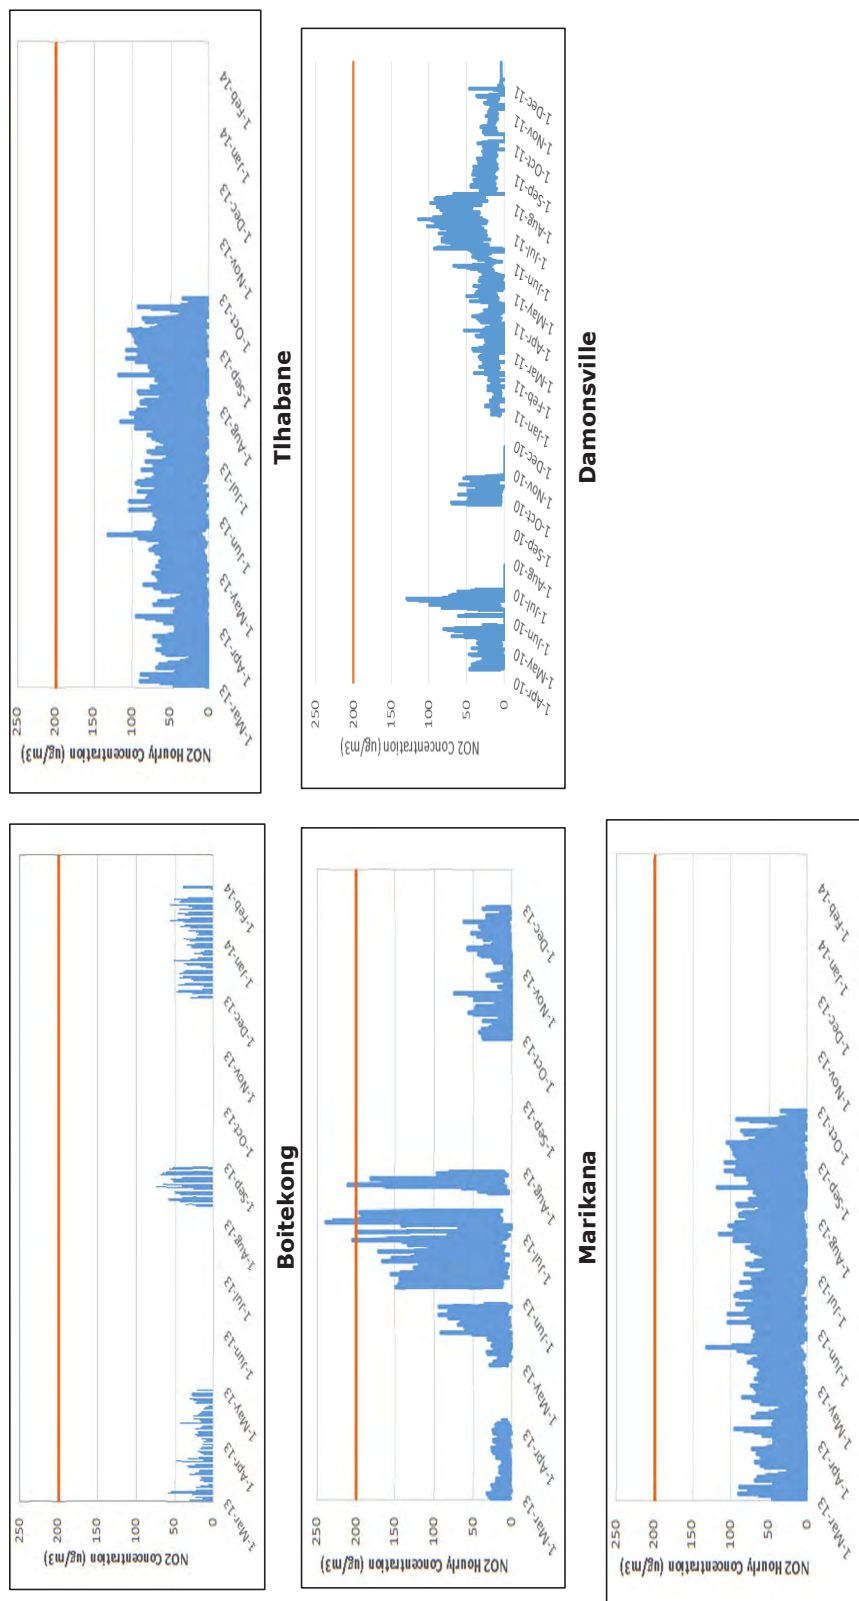 NO2 Concentration (ug/m3)
250
200
150
100
50
0
1-Mar-13
1-Apr-13
1-May-13
1-Jun-13
1-Jul-13
1-Aug-13
1-Sep-13
1-Oct-13
1-Nov-13
1-Dec-13
1-Jan-14
1-Feb-14
Boitekong
NO2 Hourly Concentration (ug/m3)
250
200
150
100
50
0
1-Mar-13
1-Apr-13
1-May-13
1-Jun-13
1-Jul-13
1-Aug-13
1-Sep-13
1-Oct-13
1-Nov-13
1-Dec-13
1-Jan-14
1-Feb-14
Tlhabane
NO2 Hourly Concentration (ug/m3)
250
200
150
100
50
0
1-Mar-13
1-Apr-13
1-May-13
1-Jun-13
1-Jul-13
1-Aug-13
1-Sep-13
1-Oct-13
1-Nov-13
1-Dec-13
Marikana
NO2 Concentration (ug/m3)
250
200
150
100
50
0
1-Apr-10
1-May-10
1-Jun-10
1-Jul-10
1-Aug-10
1-Sep-10
1-Oct-10
1-Nov-10
1-Dec-10
1-Jan-11
1-Feb-11
1-Mar-11
1-Apr-11
1-May-11
1-Jun-11
1-Jul-11
1-Aug-11
1-Sep-11
1-Oct-11
1-Nov-11
1-Dec-11
Damonsville
NO2 Hourly Concentration (ug/m3)
250
200
150
100
50
0
1-Mar-13
1-Apr-13
1-May-13
1-Jun-13
1-Jul-13
1-Aug-13
1-Sep-13
1-Oct-13
1-Nov-13
1-Dec-13
1-Jan-14
1-Feb-14